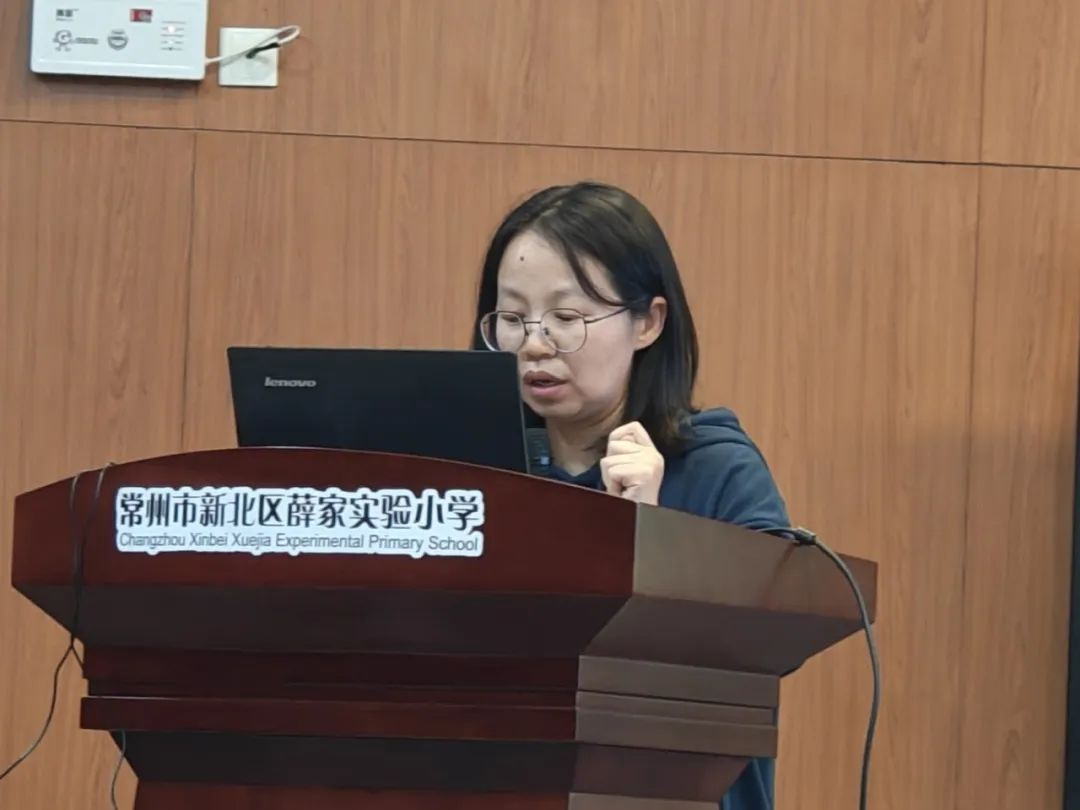 lenovo
常州市新北区薛家实验小学
Changzhou Xinbei Xuejia Experimental Primary School